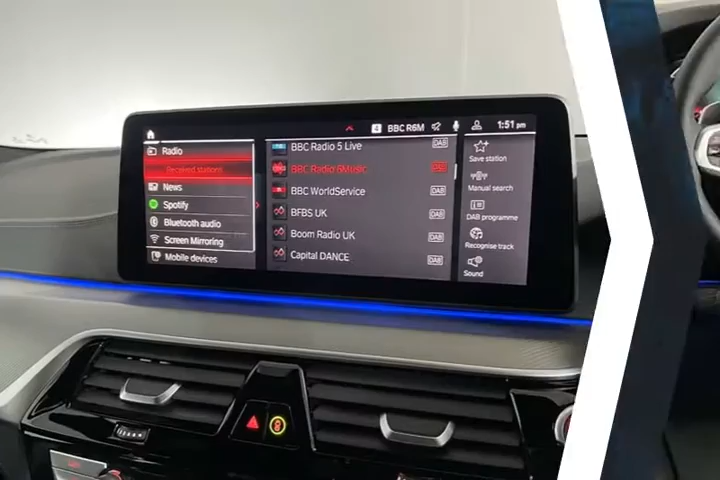 4 BBC R6M 1:51 pm
Radio
Received stations
News
Spotify
Bluetooth audio
Screen Mirroring
Mobile devices
BBC Radio 5 Live DAB
BBC Radio 6Music DAB
BBC WorldService DAB
BFBS UK DAB
Boom Radio UK DAB
Capital DANCE DAB
Save station
Manual search
DAB programme
Recognise track
Sound